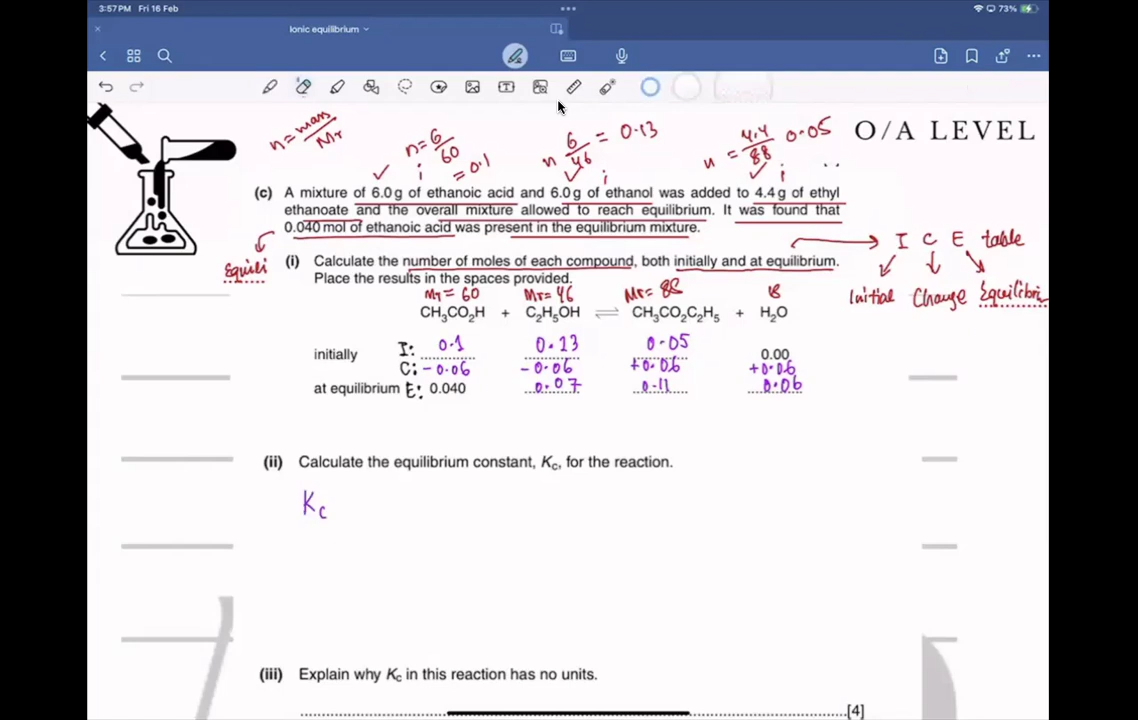 3:57PM Fri 16 Feb
73%
Ionic equilibrium
O/A LEVEL
n = mass/Mr
n = 6/60 = 0.1
n 6/46 = 0.13
n = 4.4/88 0.05
i i i
(c) A mixture of 6.0 g of ethanoic acid and 6.0 g of ethanol was added to 4.4 g of ethyl
ethanoate and the overall mixture allowed to reach equilibrium. It was found that
0.040 mol of ethanoic acid was present in the equilibrium mixture.
Equili
I C E table
Initial Change Equilibrium
(i) Calculate the number of moles of each compound, both initially and at equilibrium.
Place the results in the spaces provided.
Mr = 60 Mr = 46 Mr = 88 18
CH₃CO₂H + C₂H₅OH ⇌ CH₃CO₂C₂H₅ + H₂O
initially I: 0.1 0.13 0.05 0.00
C: -0.06 -0.06 +0.06 +0.06
at equilibrium E: 0.040 0.07 0.11 0.06
(ii) Calculate the equilibrium constant, Kc, for the reaction.
Kc
(iii) Explain why Kc in this reaction has no units.
[4]